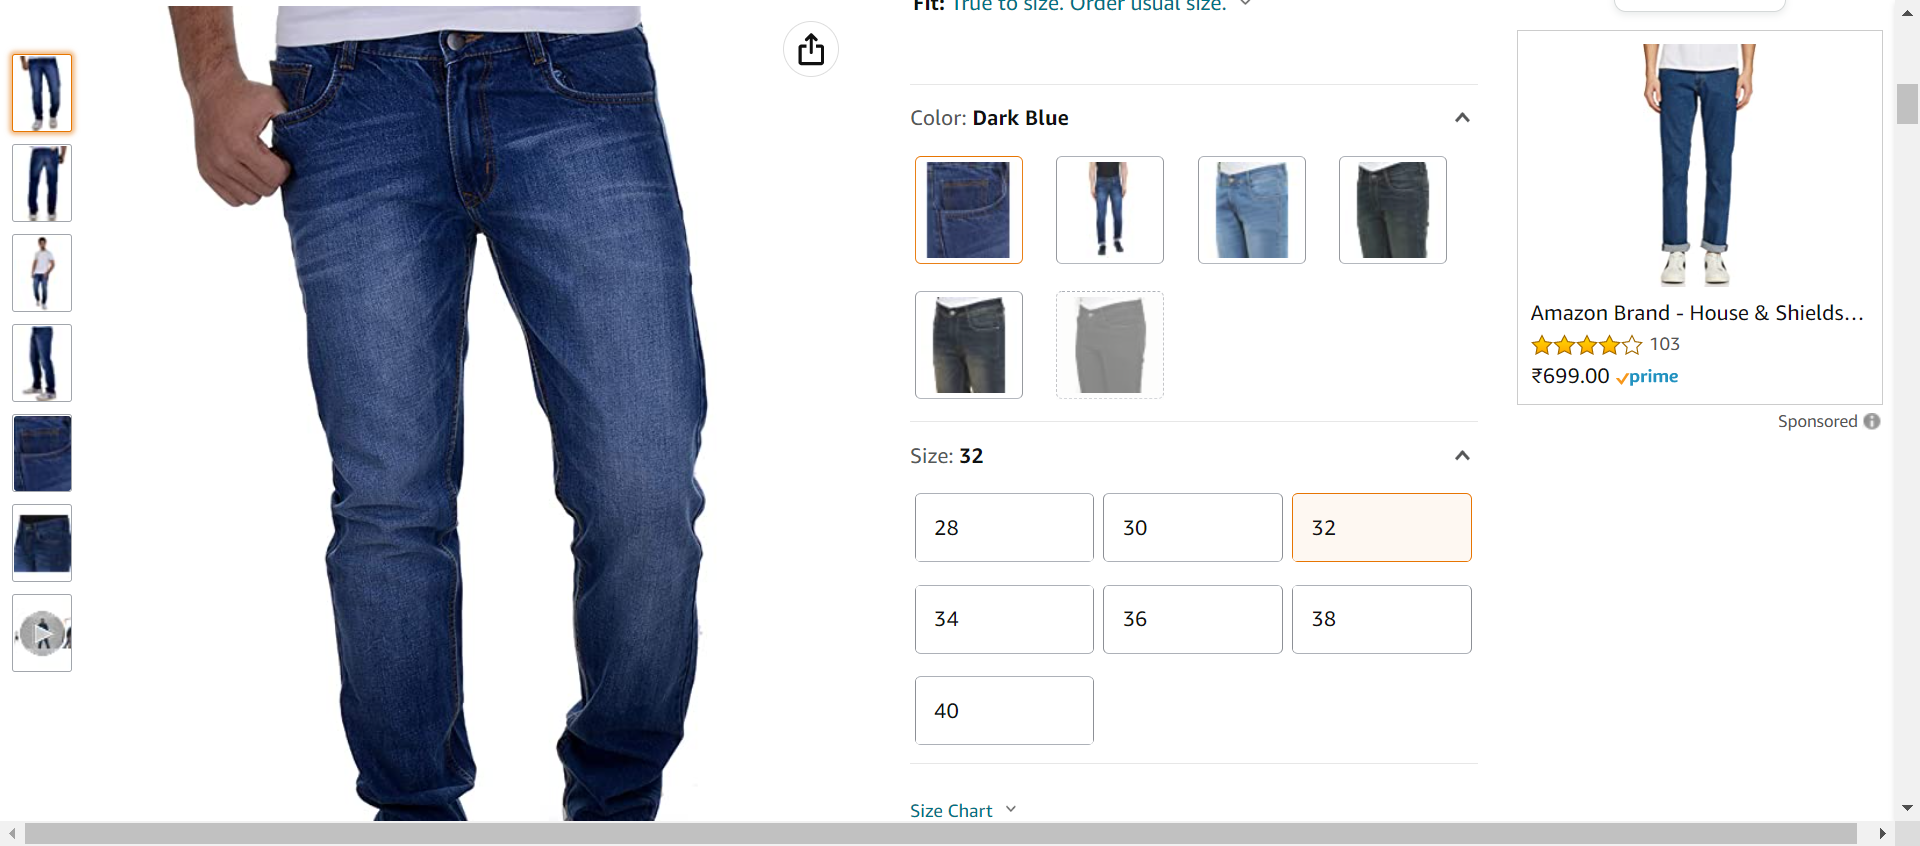 Fit: True to size. Order usual size.
Color: Dark Blue
Size: 32
28
30
32
34
36
38
40
Size Chart
Amazon Brand - House & Shields...
103
₹699.00 prime
Sponsored